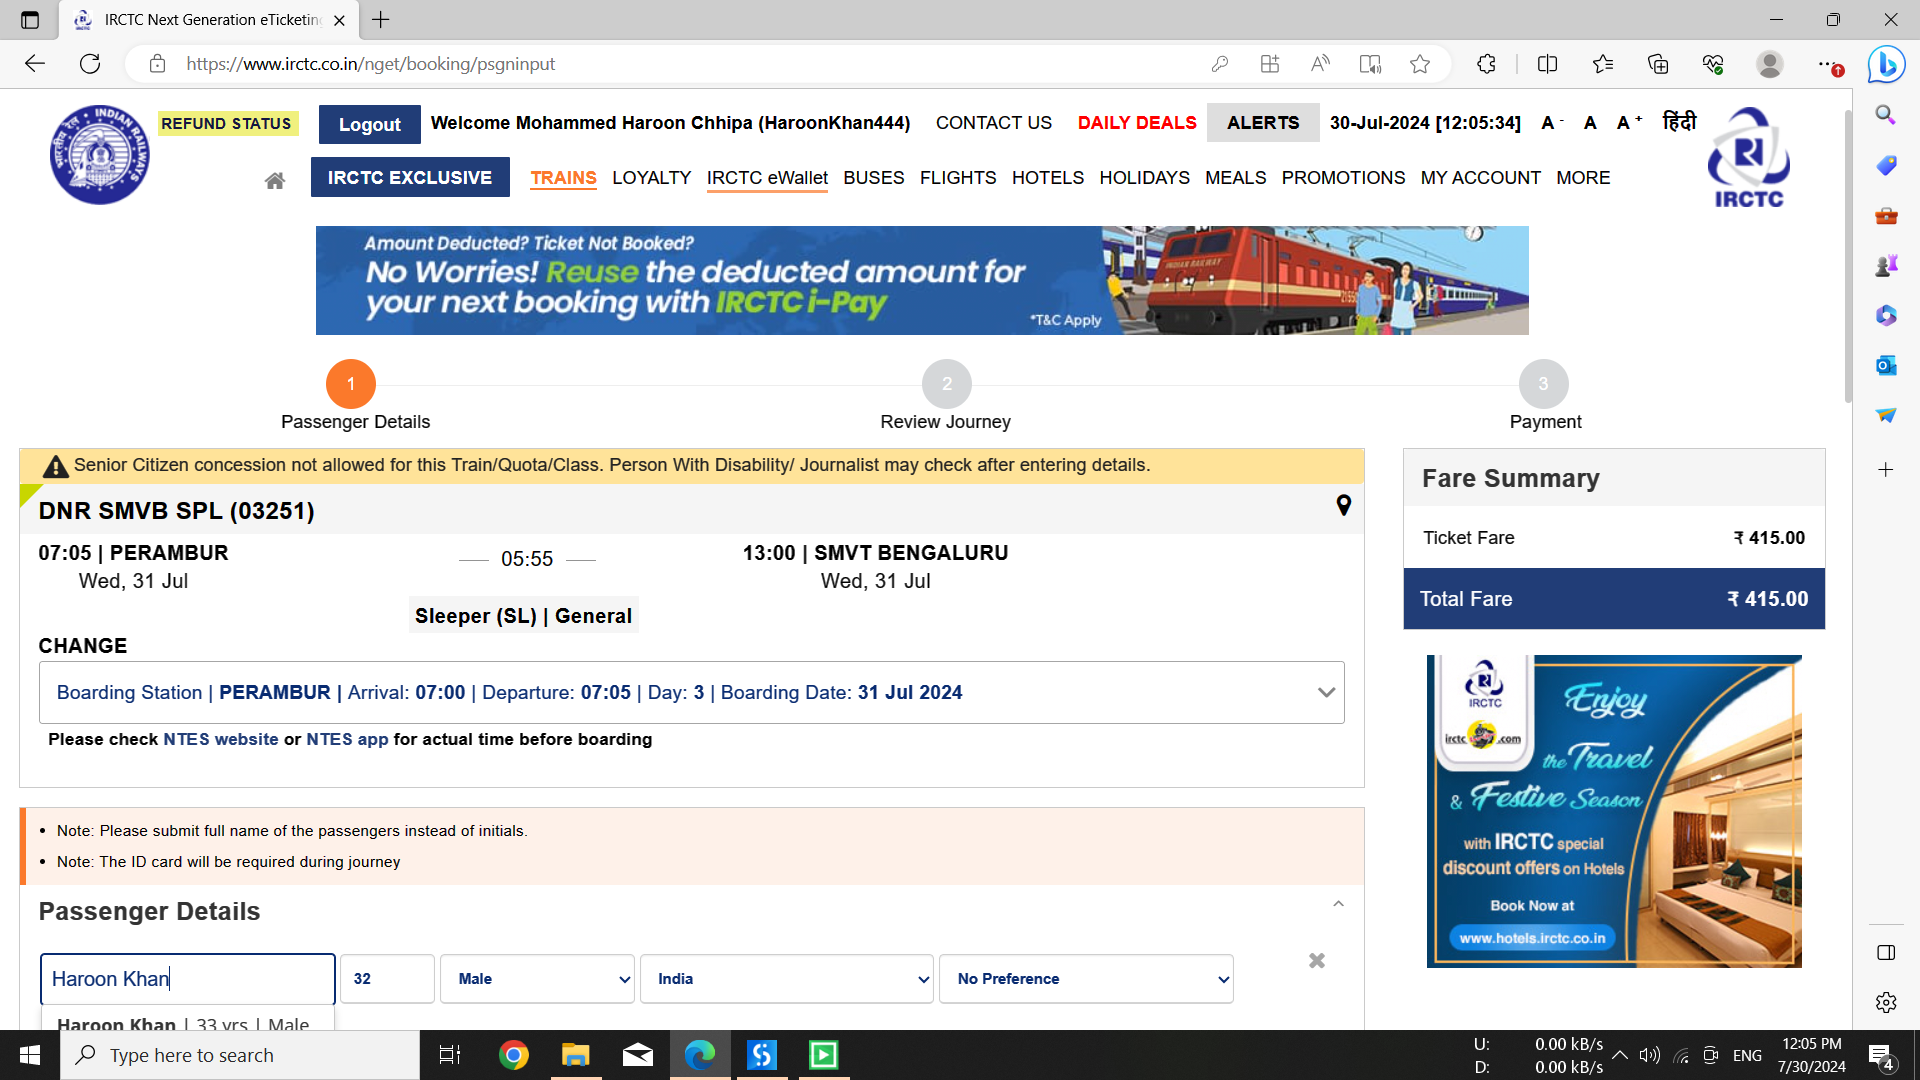 IRCTC Next Generation eTicketing
https://www.irctc.co.in/nget/booking/psgninput
INDIAN RAILWAYS
भारतीय रेल
REFUND STATUS
Logout
Welcome Mohammed Haroon Chhipa (HaroonKhan444)
CONTACT US
DAILY DEALS
ALERTS
30-Jul-2024 [12:05:34]
A -
A
A +
हिंदी
IRCTC EXCLUSIVE
TRAINS
LOYALTY
IRCTC eWallet
BUSES
FLIGHTS
HOTELS
HOLIDAYS
MEALS
PROMOTIONS
MY ACCOUNT
MORE
IRCTC
Amount Deducted? Ticket Not Booked?
No Worries! Reuse the deducted amount for
your next booking with IRCTC i-Pay
*T&C Apply
INDIAN RAILWAY
1
2
3
Passenger Details
Review Journey
Payment
Senior Citizen concession not allowed for this Train/Quota/Class. Person With Disability/ Journalist may check after entering details.
DNR SMVB SPL (03251)
07:05 | PERAMBUR
05:55
13:00 | SMVT BENGALURU
Wed, 31 Jul
Wed, 31 Jul
Sleeper (SL) | General
CHANGE
Boarding Station | PERAMBUR | Arrival: 07:00 | Departure: 07:05 | Day: 3 | Boarding Date: 31 Jul 2024
Please check NTES website or NTES app for actual time before boarding
Fare Summary
Ticket Fare ₹ 415.00
Total Fare ₹ 415.00
IRCTC
irctc .com
Enjoy
the Travel
& Festive Season
with IRCTC special
discount offers on Hotels
Book Now at
www.hotels.irctc.co.in
• Note: Please submit full name of the passengers instead of initials.
• Note: The ID card will be required during journey
Passenger Details
Haroon Khan
32
Male
India
No Preference
Haroon Khan | 33 yrs | Male
Type here to search
U: 0.00 kB/s
D: 0.00 kB/s
ENG
12:05 PM
7/30/2024
4